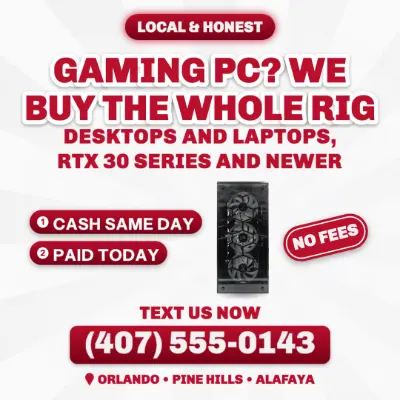 LOCAL & HONEST
GAMING PC? WE
BUY THE WHOLE RIG
DESKTOPS AND LAPTOPS,
RTX 30 SERIES AND NEWER
1 CASH SAME DAY
2 PAID TODAY
NO FEES
TEXT US NOW
(407) 555-0143
ORLANDO • PINE HILLS • ALAFAYA